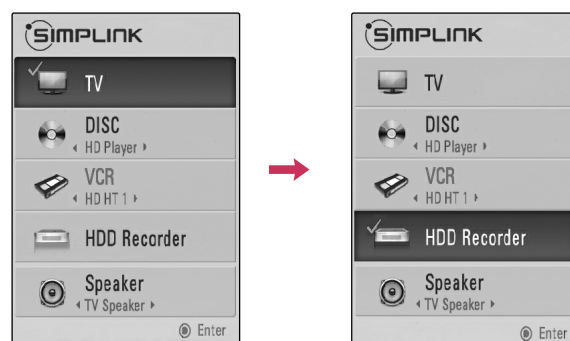 SIMPLINK
TV
DISC
HD Player
VCR
HD HT 1
HDD Recorder
Speaker
TV Speaker
Enter
SIMPLINK
TV
DISC
HD Player
VCR
HD HT 1
HDD Recorder
Speaker
TV Speaker
Enter